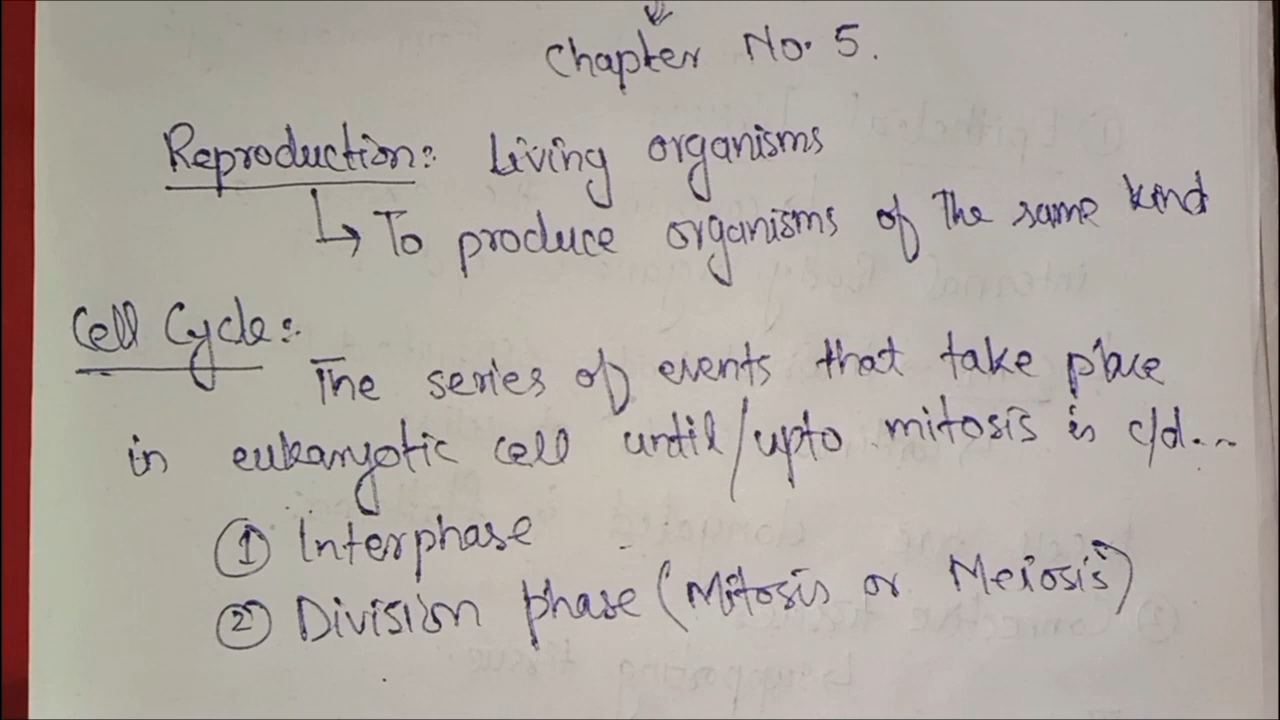 Chapter No. 5.
Reproduction: Living organisms
↳ To produce organisms of the same kind
Cell Cycle:
The series of events that take place
in eukaryotic cell until/upto mitosis is c/d...
① Interphase
② Division phase (Mitosis or Meiosis)